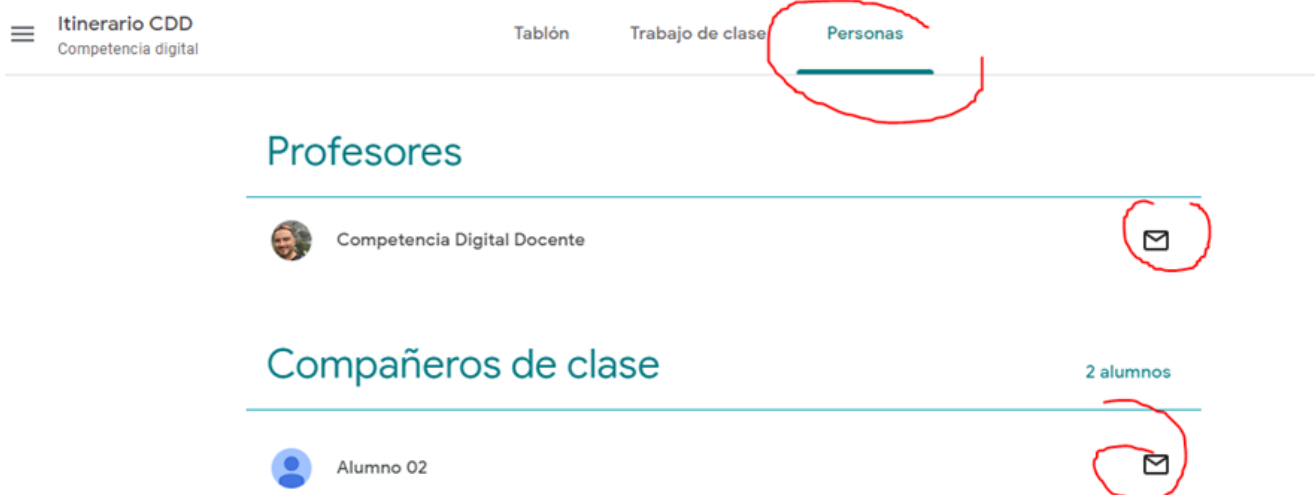 Itinerario CDD
Competencia digital
Tablón
Trabajo de clase
Personas
Profesores
Competencia Digital Docente
Compañeros de clase
2 alumnos
Alumno 02